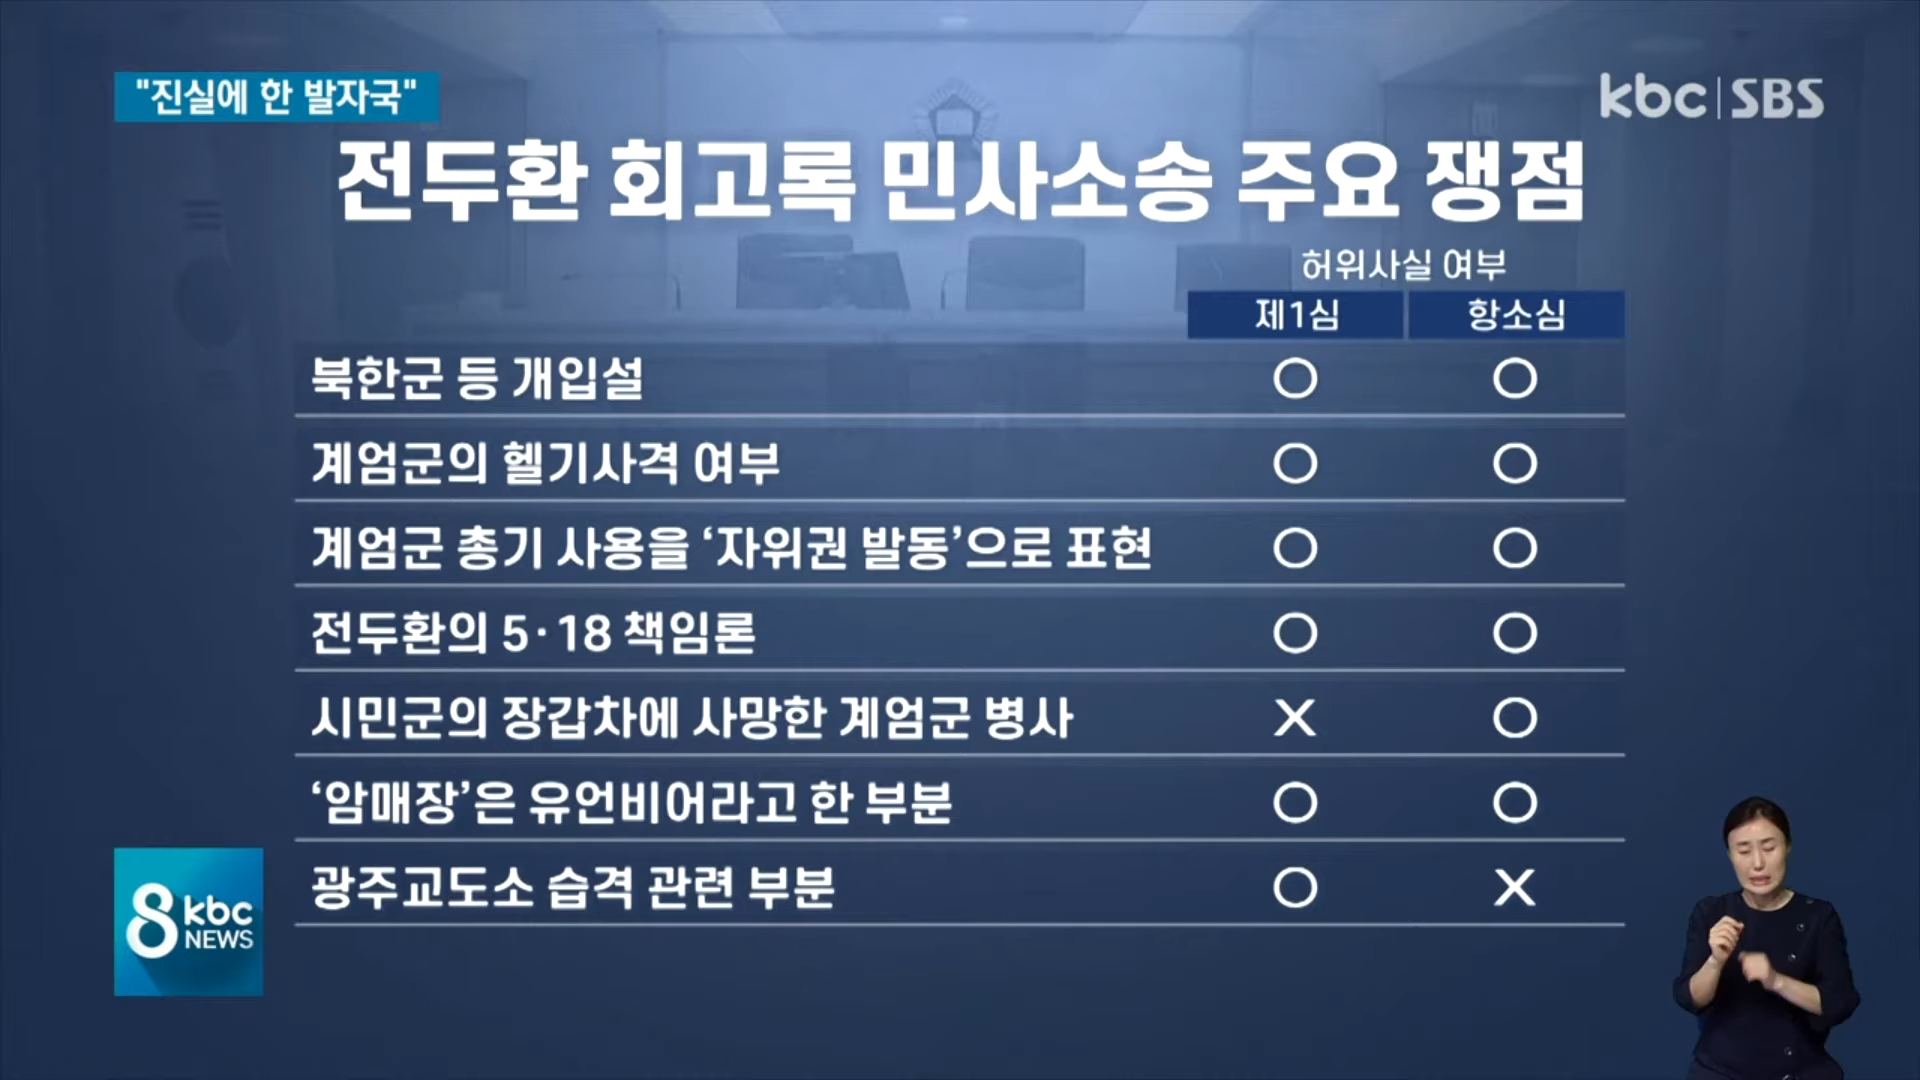 "진실에 한 발자국"
kbc | SBS
전두환 회고록 민사소송 주요 쟁점
허위사실 여부
제1심 항소심
북한군 등 개입설 ○ ○
계엄군의 헬기사격 여부 ○ ○
계엄군 총기 사용을 ‘자위권 발동’으로 표현 ○ ○
전두환의 5·18 책임론 ○ ○
시민군의 장갑차에 사망한 계엄군 병사 X ○
‘암매장’은 유언비어라고 한 부분 ○ ○
광주교도소 습격 관련 부분 ○ X
8 kbc
NEWS